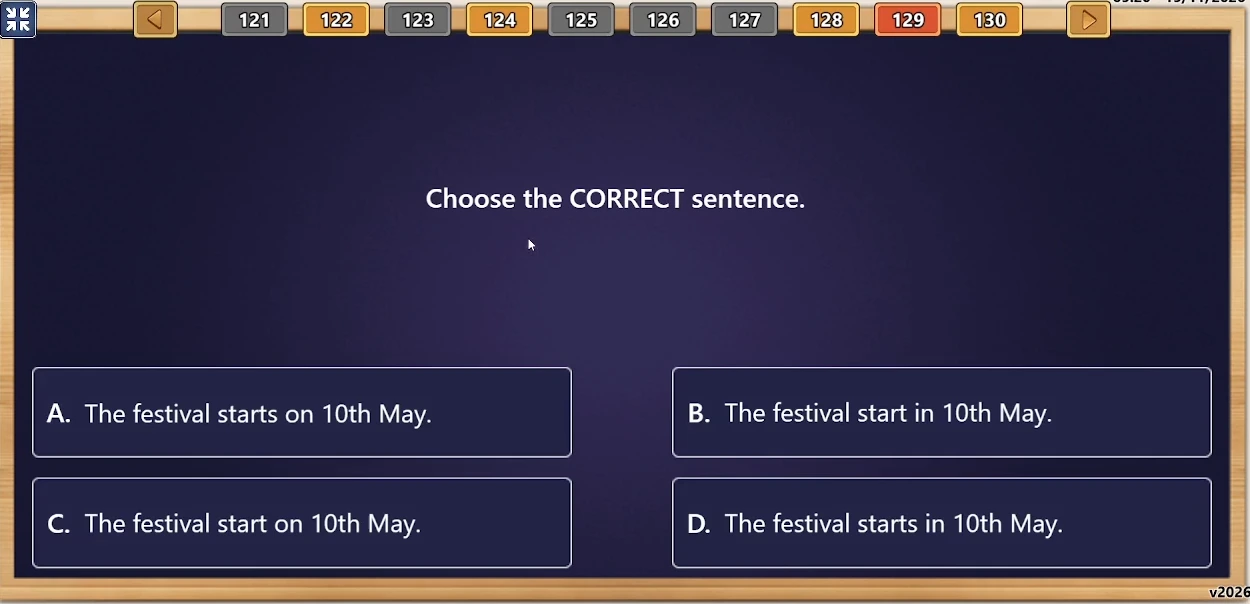 121 122 123 124 125 126 127 128 129 130
Choose the CORRECT sentence.
A. The festival starts on 10th May.
B. The festival start in 10th May.
C. The festival start on 10th May.
D. The festival starts in 10th May.
v2026